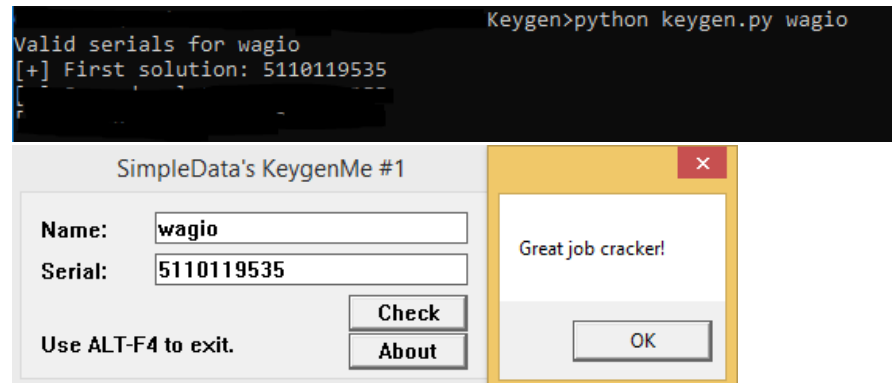 Keygen>python keygen.py wagio
Valid serials for wagio
[+] First solution: 5110119535
SimpleData's KeygenMe #1
Name: wagio
Serial: 5110119535
Check
Use ALT-F4 to exit.
About
Great job cracker!
OK